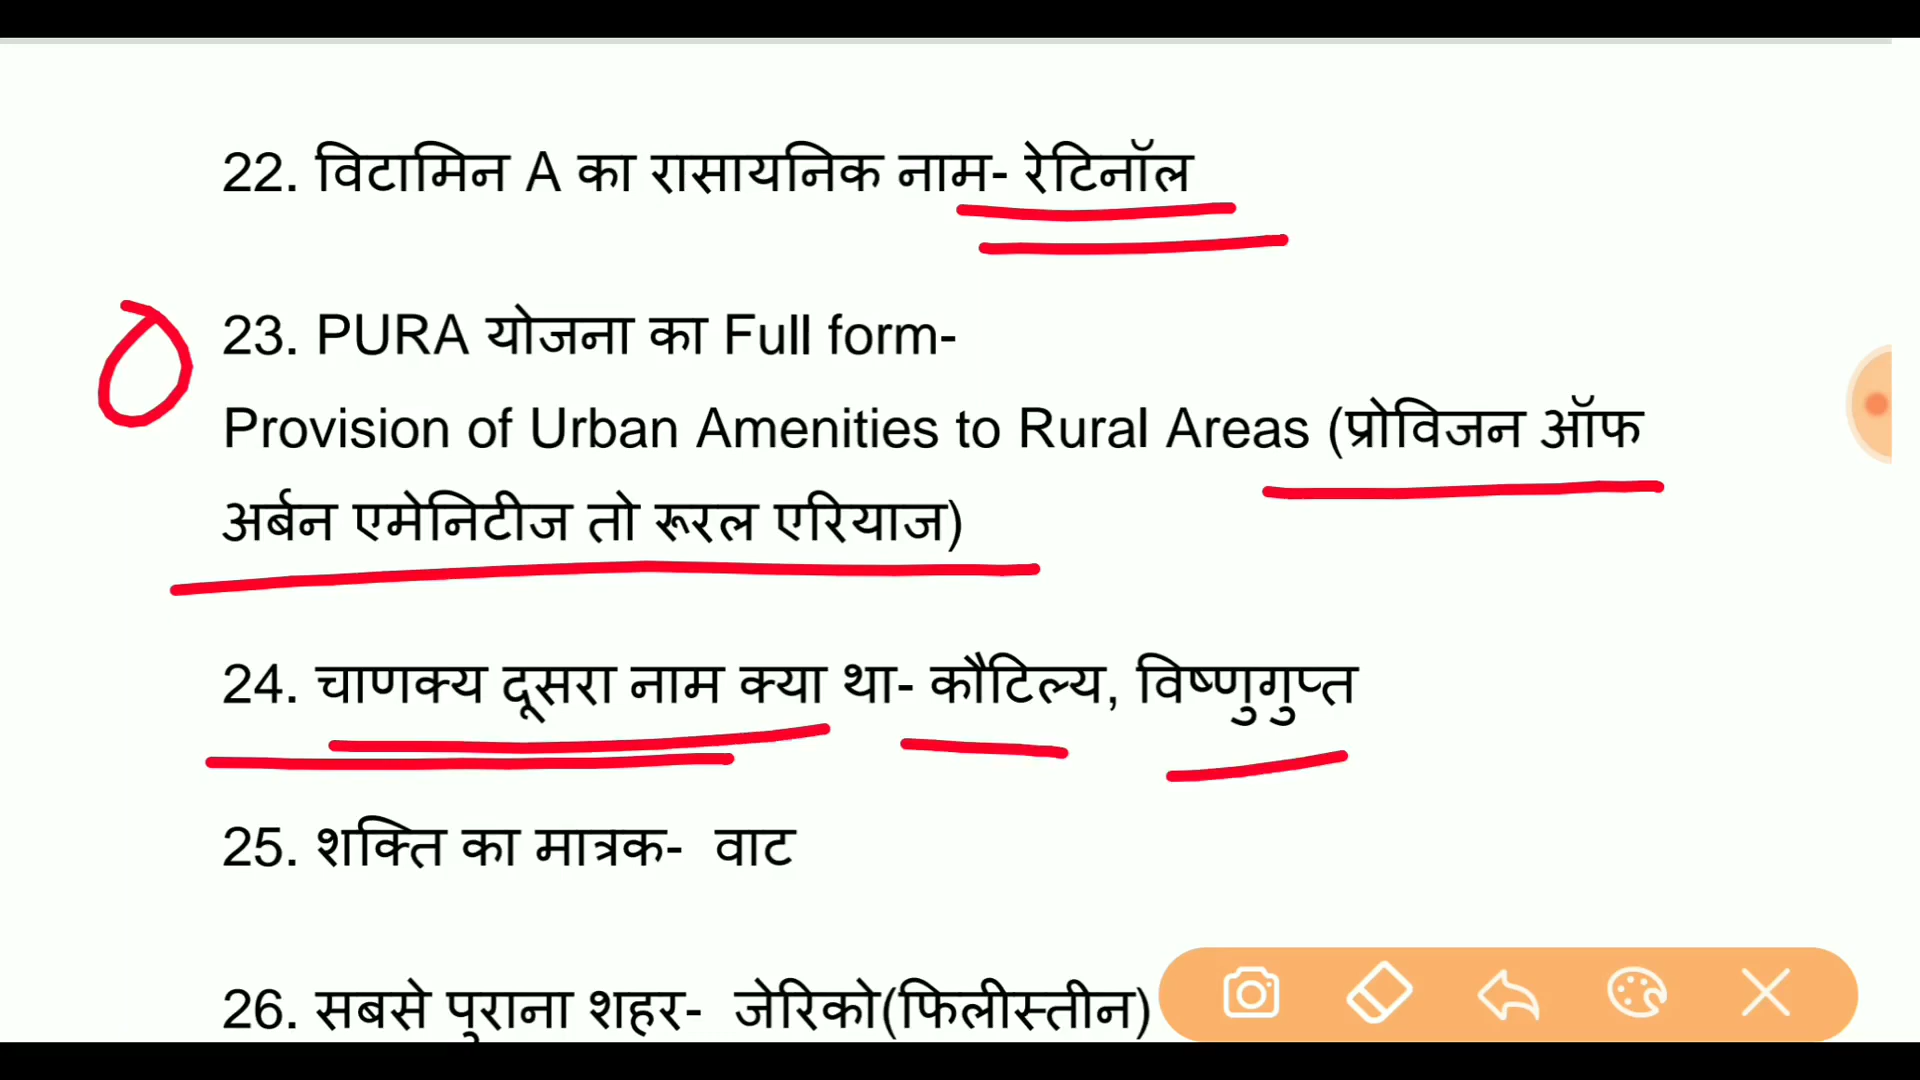 22. विटामिन A का रासायनिक नाम- रेटिनॉल
23. PURA योजना का Full form-
Provision of Urban Amenities to Rural Areas (प्रोविजन ऑफ
अर्बन एमेनिटीज तो रूरल एरियाज)
24. चाणक्य दूसरा नाम क्या था- कौटिल्य, विष्णुगुप्त
25. शक्ति का मात्रक- वाट
26. सबसे पुराना शहर- जेरिको(फिलीस्तीन)